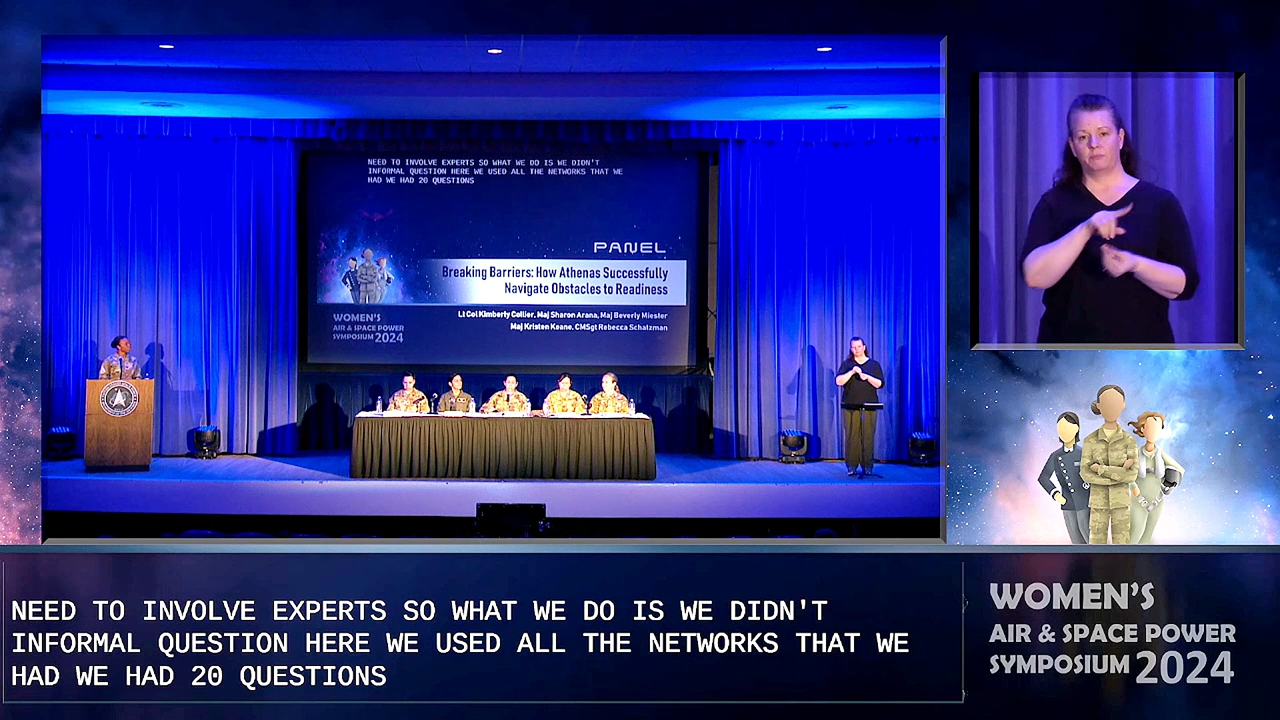 NEED TO INVOLVE EXPERTS SO WHAT WE DO IS WE DIDN'T
INFORMAL QUESTION HERE WE USED ALL THE NETWORKS THAT WE
HAD WE HAD 20 QUESTIONS
PANEL
Breaking Barriers: How Athenas Successfully
Navigate Obstacles to Readiness
Lt Col Kimberly Collier, Maj Sharon Arana, Maj Beverly Miester
Maj Kristen Keane, CMSgt Rebecca Schatzman
WOMEN'S
AIR & SPACE POWER
SYMPOSIUM 2024
NEED TO INVOLVE EXPERTS SO WHAT WE DO IS WE DIDN'T
INFORMAL QUESTION HERE WE USED ALL THE NETWORKS THAT WE
HAD WE HAD 20 QUESTIONS
WOMEN'S
AIR & SPACE POWER
SYMPOSIUM 2024